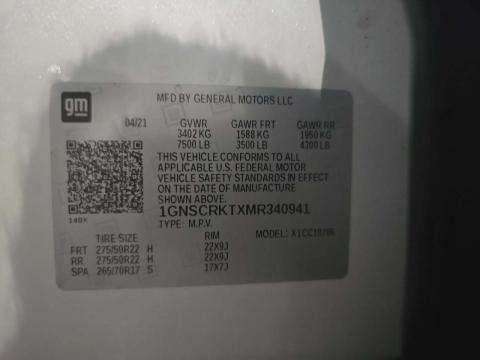 gm
MFD BY GENERAL MOTORS LLC
04/21 GVWR GAWR FRT GAWR RR
3402 KG 1588 KG 1950 KG
7500 LB 3500 LB 4300 LB
THIS VEHICLE CONFORMS TO ALL
APPLICABLE U.S. FEDERAL MOTOR
VEHICLE SAFETY STANDARDS IN EFFECT
ON THE DATE OF MANUFACTURE
SHOWN ABOVE.
1GNSCRKTXMR340941
TYPE: M.P.V.
TIRE SIZE RIM MODEL:
FRT 275/50R22 H 22X9J
RR 275/50R22 H 22X9J
SPA 265/70R17 S 17X7J